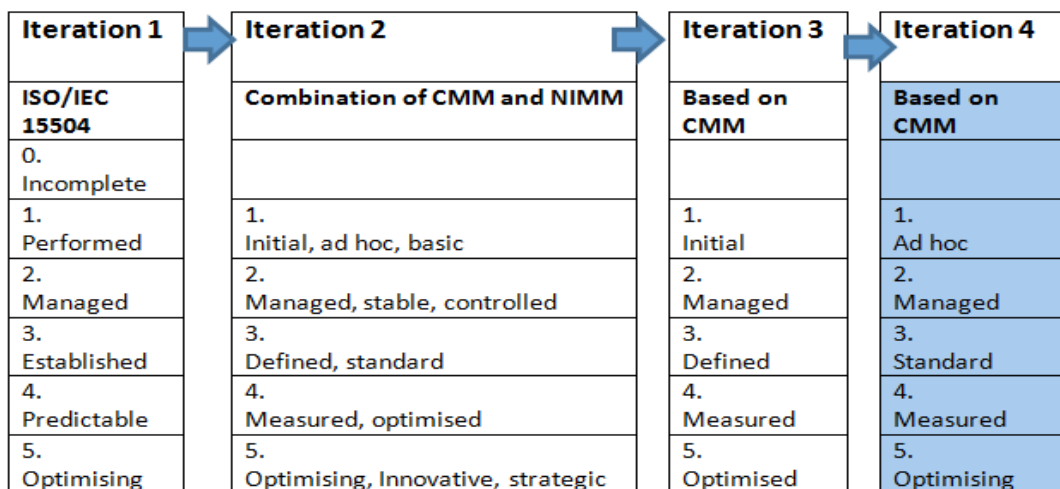 Iteration 1
Iteration 2
Iteration 3
Iteration 4
ISO/IEC
15504
Combination of CMM and NIMM
Based on
CMM
Based on
CMM
0.
Incomplete
1.
Performed
1.
Initial, ad hoc, basic
1.
Initial
1.
Ad hoc
2.
Managed
2.
Managed, stable, controlled
2.
Managed
2.
Managed
3.
Established
3.
Defined, standard
3.
Defined
3.
Standard
4.
Predictable
4.
Measured, optimised
4.
Measured
4.
Measured
5.
Optimising
5.
Optimising, Innovative, strategic
5.
Optimised
5.
Optimising